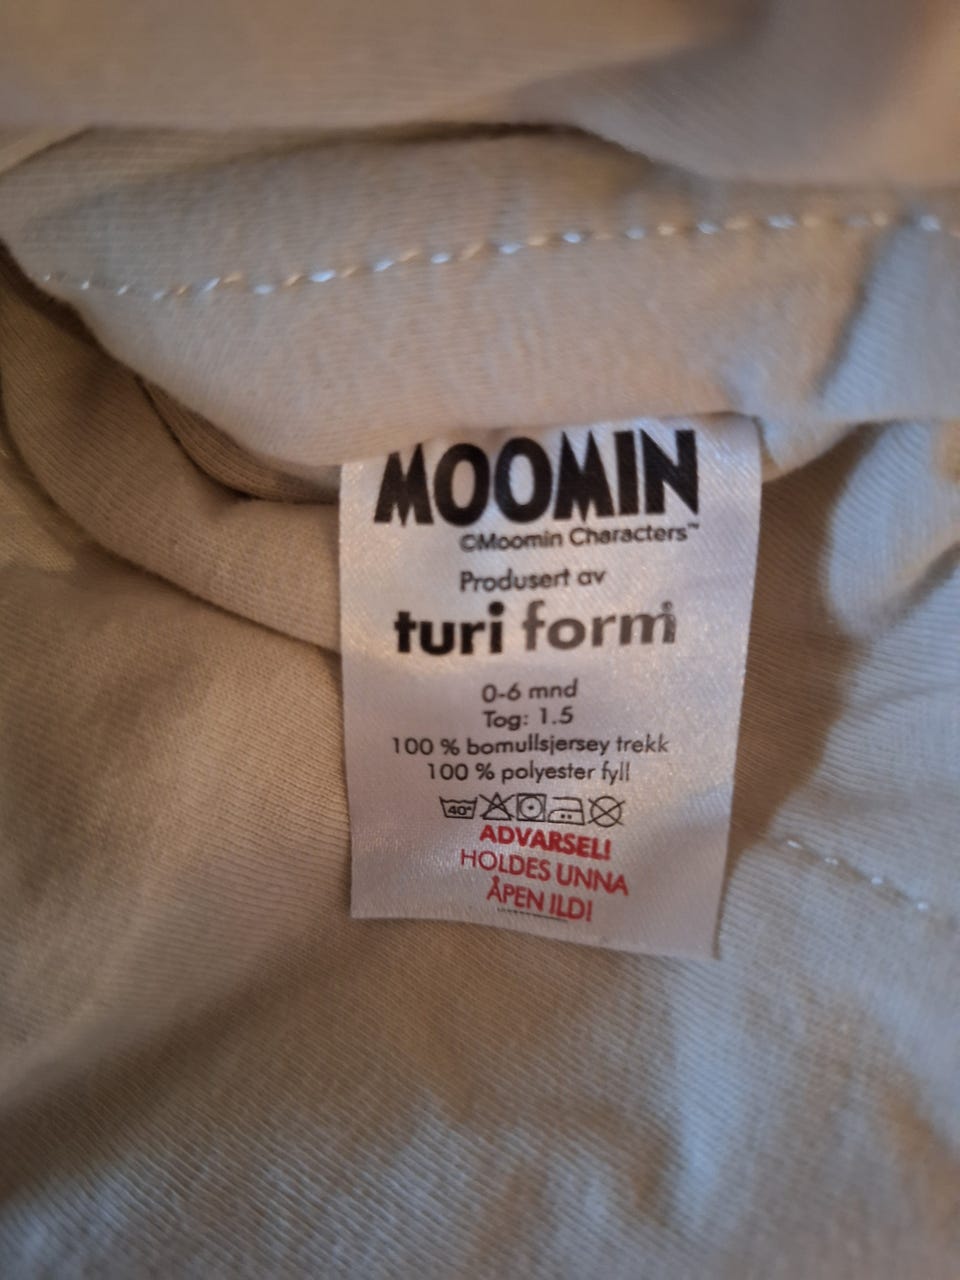 MOOMIN
©Moomin Characters™
Produsert av
turi form
0-6 mnd
Tog: 1.5
100 % bomullsjersey trekk
100 % polyester fyll
40°
ADVARSEL!
HOLDES UNNA
ÅPEN ILD!